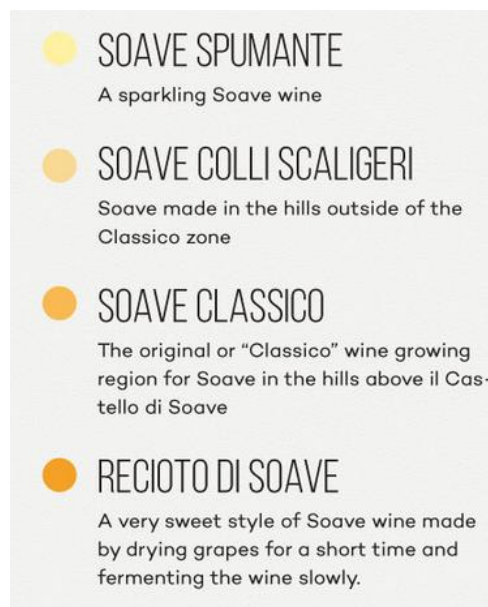 SOAVE SPUMANTE
A sparkling Soave wine
SOAVE COLLI SCALIGERI
Soave made in the hills outside of the
Classico zone
SOAVE CLASSICO
The original or “Classico” wine growing
region for Soave in the hills above il Cas-
tello di Soave
RECIOTO DI SOAVE
A very sweet style of Soave wine made
by drying grapes for a short time and
fermenting the wine slowly.